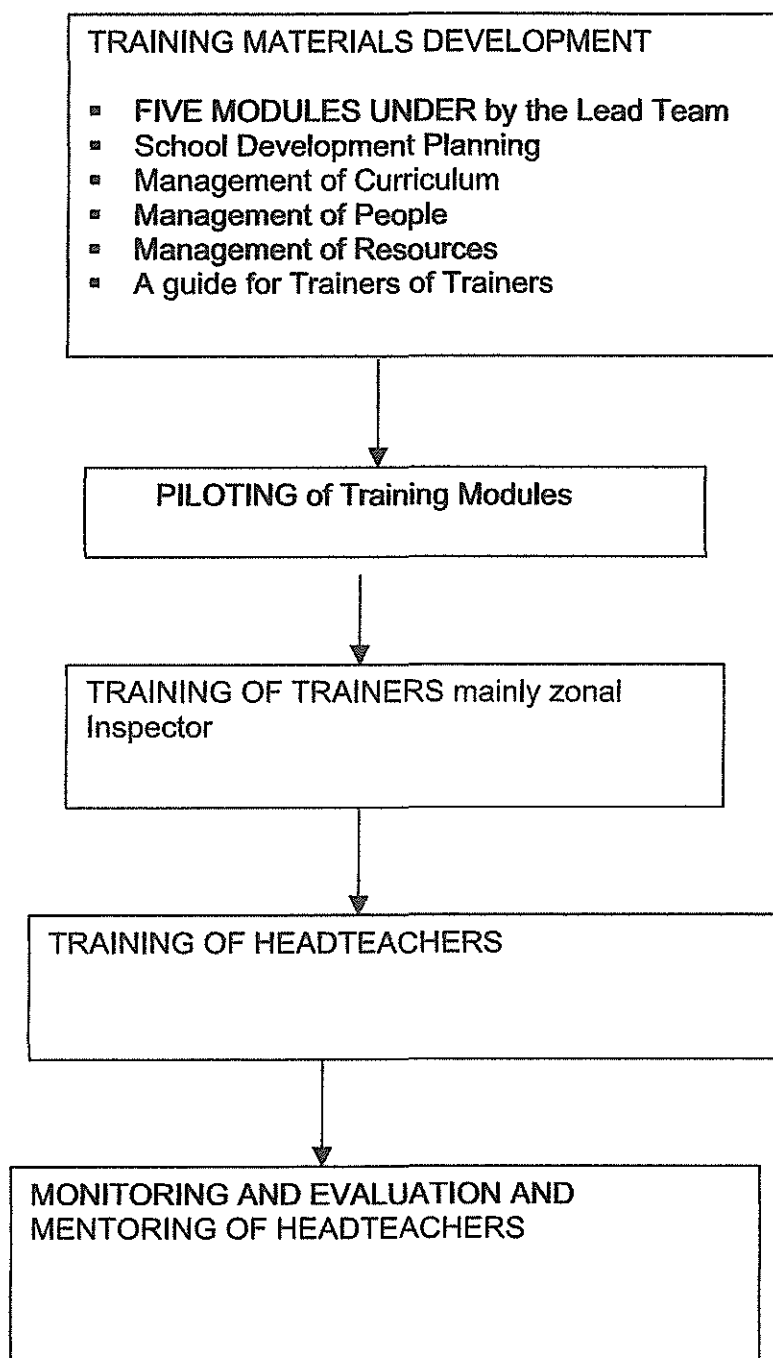 TRAINING MATERIALS DEVELOPMENT
▪ FIVE MODULES UNDER by the Lead Team
▪ School Development Planning
▪ Management of Curriculum
▪ Management of People
▪ Management of Resources
▪ A guide for Trainers of Trainers
PILOTING of Training Modules
TRAINING OF TRAINERS mainly zonal
Inspector
TRAINING OF HEADTEACHERS
MONITORING AND EVALUATION AND
MENTORING OF HEADTEACHERS